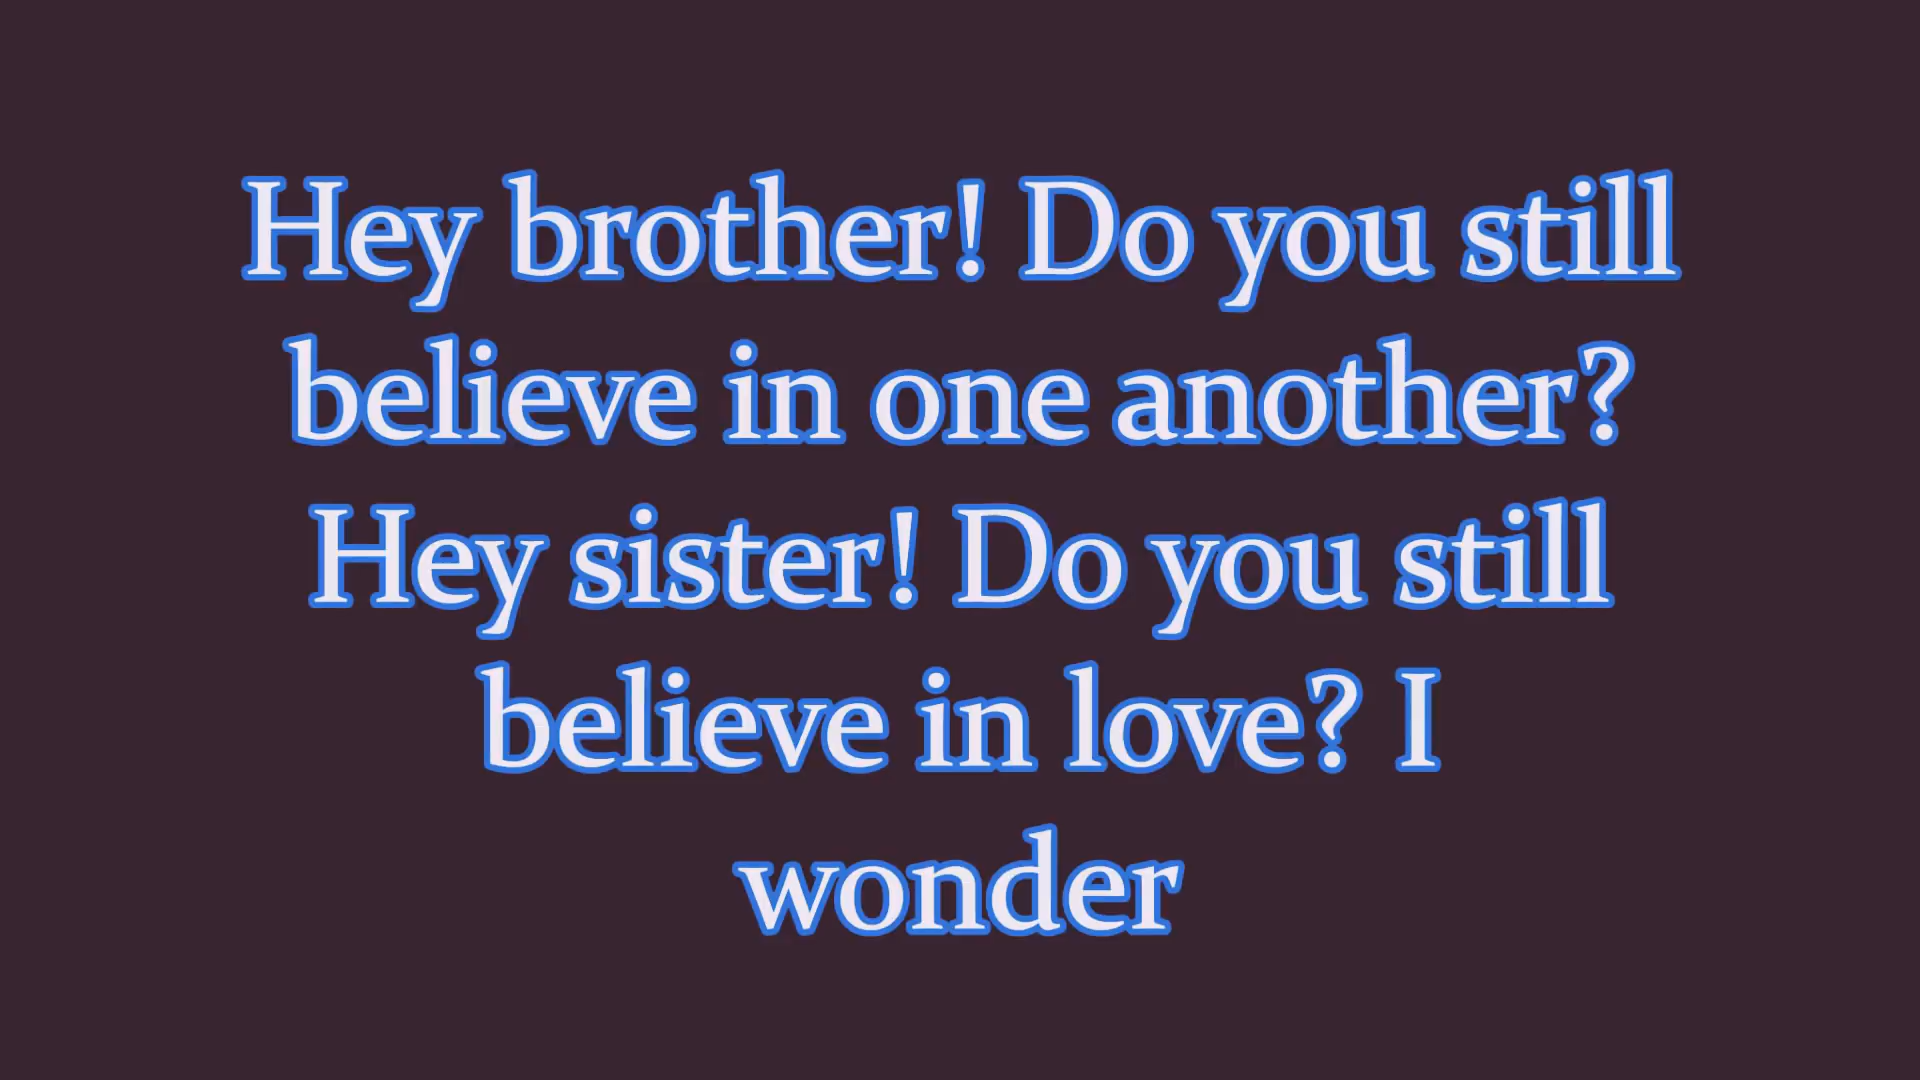 Hey brother! Do you still
believe in one another?
Hey sister! Do you still
believe in love? I
wonder